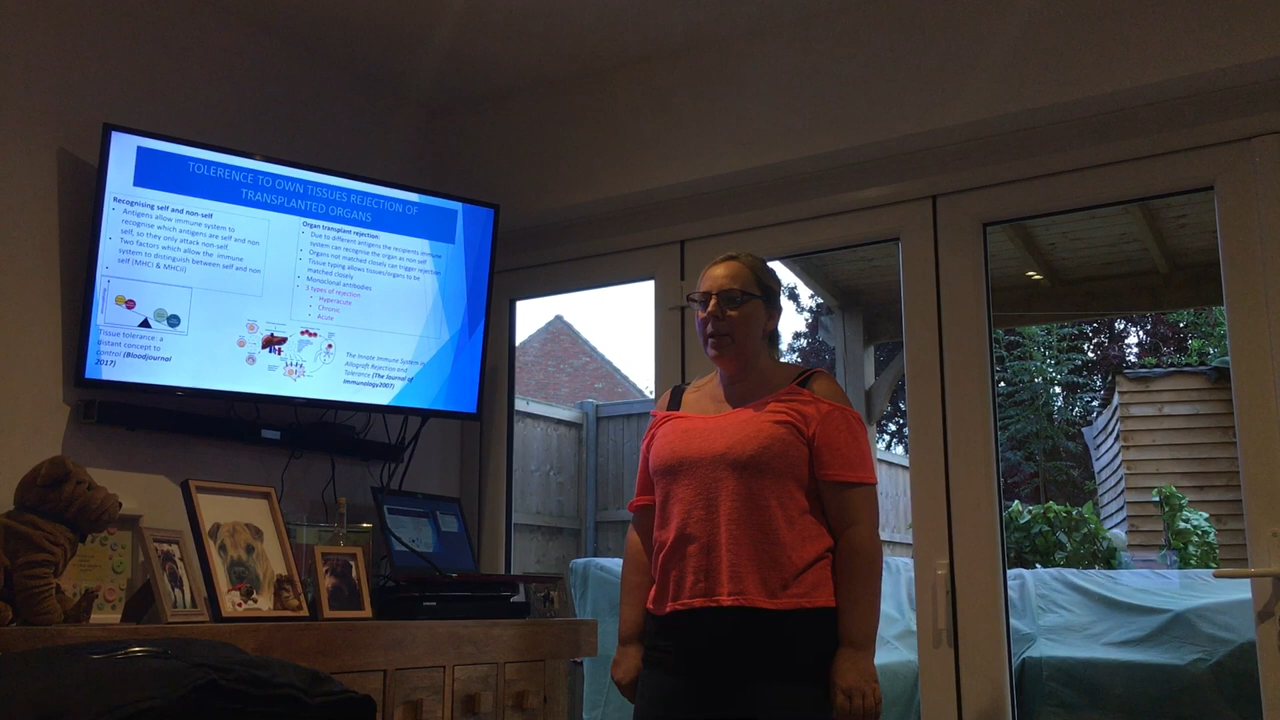 TOLERENCE TO OWN TISSUES REJECTION OF
TRANSPLANTED ORGANS
Recognising self and non-self
• Antigens allow immune system to
recognise which antigens are self and non
self, so they only attack non-self
• Two factors which allow the immune
system to distinguish between self and non
self (MHCI & MHCII)
•
Organ transplant rejection:
• Due to different antigens the recipients immune
system can recognise the organ as non self
• Organs not matched closely can trigger rejection
• Tissue typing allows tissues/organs to be
matched closely
• Monoclonal antibodies
• 3 types of rejection
• Hyperacute
• Chronic
• Acute
Tissue tolerance: a
distant concept to
control (Bloodjournal
2017)
The Innate Immune System in
Allograft Rejection and
Tolerance (The Journal of
Immunology2007)